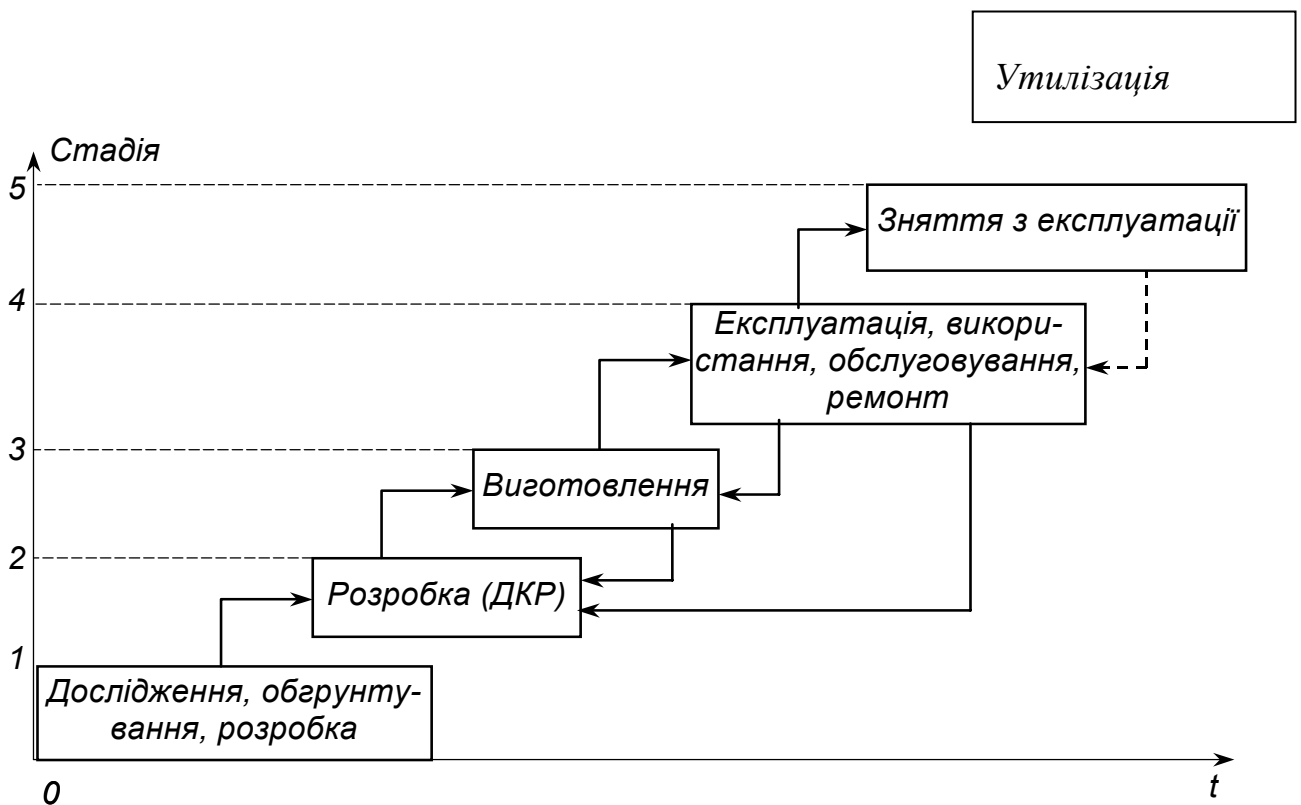 Утилізація
Стадія
5
Зняття з експлуатації
4
Експлуатація, викори-
стання, обслуговування,
ремонт
3
Виготовлення
2
Розробка (ДКР)
1
Дослідження, обгрунту-
вання, розробка
0
t